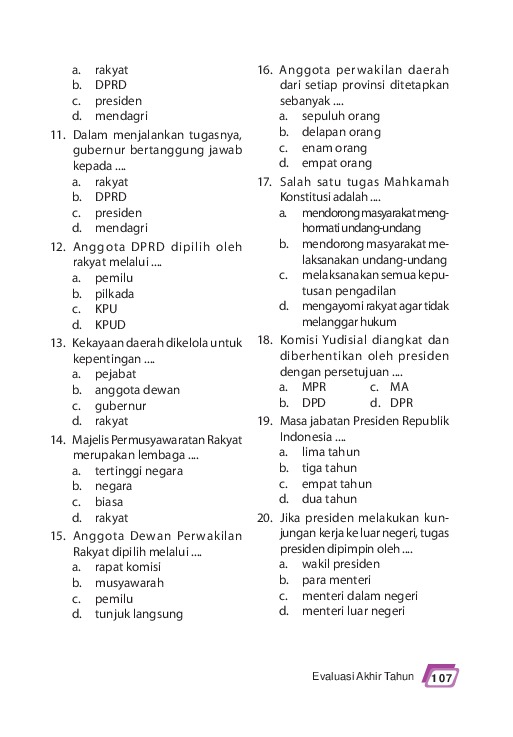 a. rakyat
b. DPRD
c. presiden
d. mendagri
11. Dalam menjalankan tugasnya,
gubernur bertanggung jawab
kepada ....
a. rakyat
b. DPRD
c. presiden
d. mendagri
12. Anggota DPRD dipilih oleh
rakyat melalui ....
a. pemilu
b. pilkada
c. KPU
d. KPUD
13. Kekayaan daerah dikelola untuk
kepentingan ....
a. pejabat
b. anggota dewan
c. gubernur
d. rakyat
14. Majelis Permusyawaratan Rakyat
merupakan lembaga ....
a. tertinggi negara
b. negara
c. biasa
d. rakyat
15. Anggota Dewan Perwakilan
Rakyat dipilih melalui ....
a. rapat komisi
b. musyawarah
c. pemilu
d. tunjuk langsung
16. Anggota perwakilan daerah
dari setiap provinsi ditetapkan
sebanyak ....
a. sepuluh orang
b. delapan orang
c. enam orang
d. empat orang
17. Salah satu tugas Mahkamah
Konstitusi adalah ....
a. mendorong masyarakat meng-
hormati undang-undang
b. mendorong masyarakat me-
laksanakan undang-undang
c. melaksanakan semua kepu-
tusan pengadilan
d. mengayomi rakyat agar tidak
melanggar hukum
18. Komisi Yudisial diangkat dan
diberhentikan oleh presiden
dengan persetujuan ....
a. MPR c. MA
b. DPD d. DPR
19. Masa jabatan Presiden Republik
Indonesia ....
a. lima tahun
b. tiga tahun
c. empat tahun
d. dua tahun
20. Jika presiden melakukan kun-
jungan kerja ke luar negeri, tugas
presiden dipimpin oleh ....
a. wakil presiden
b. para menteri
c. menteri dalam negeri
d. menteri luar negeri
Evaluasi Akhir Tahun 107